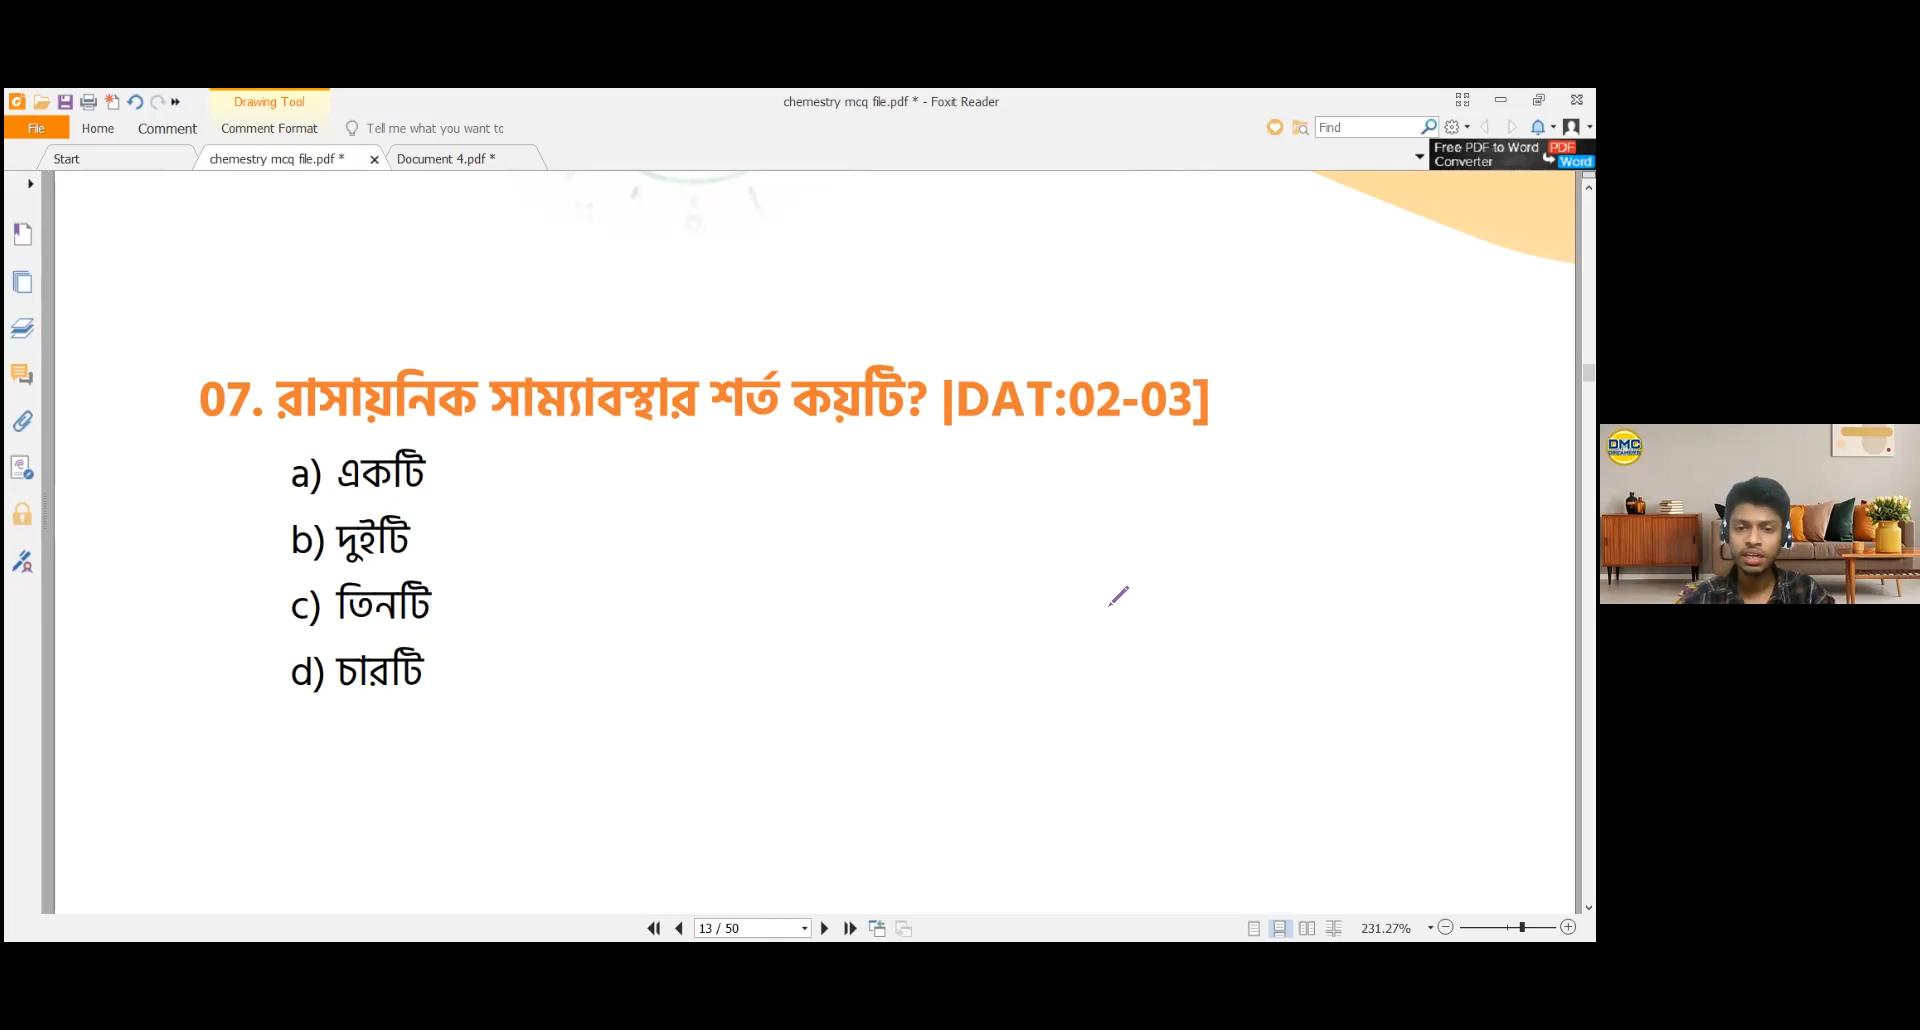 Drawing Tool
chemestry mcq file.pdf * - Foxit Reader
File
Home
Comment
Comment Format
Tell me what you want tc
Find
Start
chemestry mcq file.pdf *
Document 4.pdf *
Free PDF to Word Converter
PDF
Word
07. রাসায়নিক সাম্যাবস্থার শর্ত কয়টি? |DAT:02-03]
a) একটি
b) দুইটি
c) তিনটি
d) চারটি
DMC
DREAMERS
13 / 50
231.27%